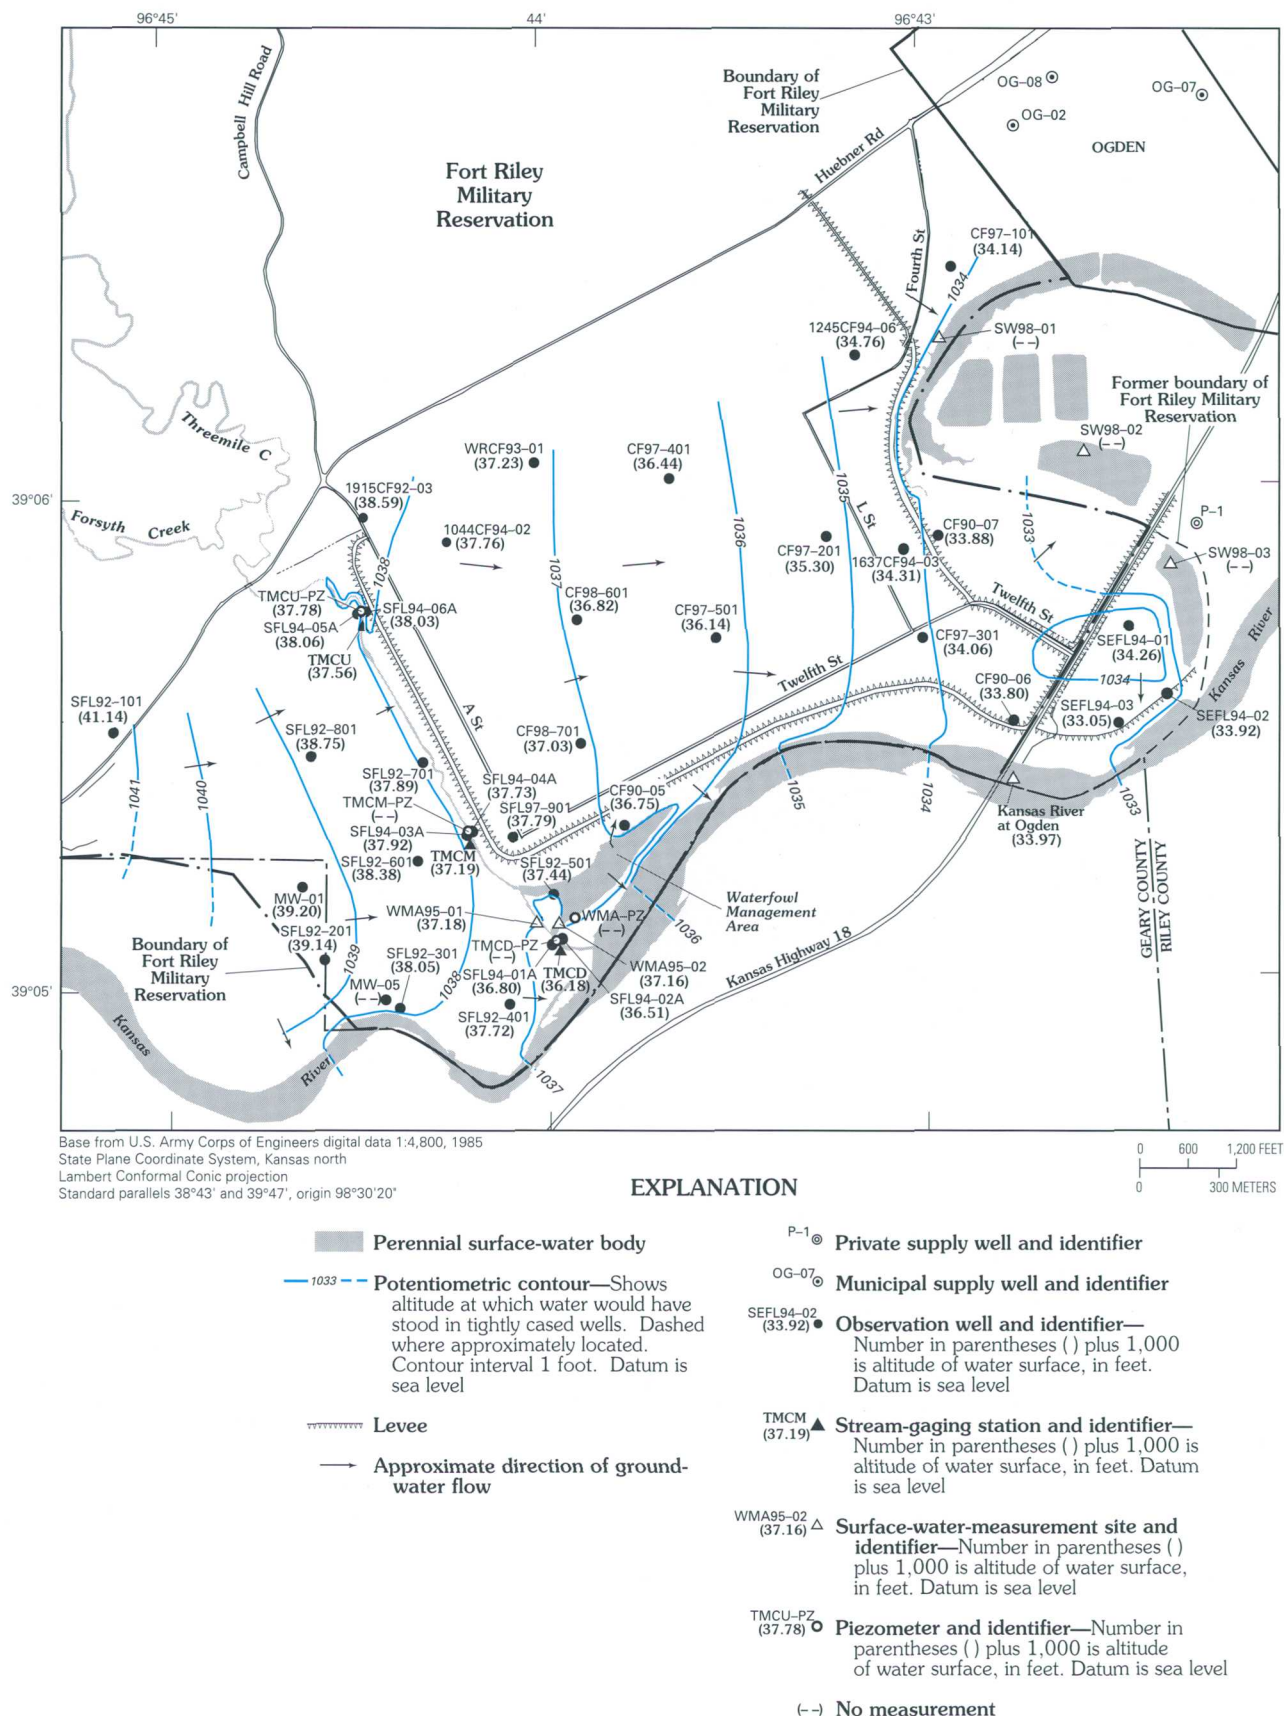 96°45'
44'
96°43'
Campbell Hill Road
Boundary of
Fort Riley
Military
Reservation
OG–08
OG–07
OG–02
OGDEN
Huebner Rd
Fort Riley
Military
Reservation
Fourth St
CF97–101
(34.14)
1034
1245CF94–06
(34.76)
SW98–01
(– –)
Former boundary of
Fort Riley Military
Reservation
SW98–02
(– –)
Threemile C
WRCF93–01
(37.23)
CF97–401
(36.44)
39°06'
1915CF92–03
(38.59)
Forsyth Creek
1044CF94–02
(37.76)
1038
1037
1036
1035
L St
1033
P–1
CF97–201
(35.30)
CF90–07
(33.88)
1637CF94–03
(34.31)
SW98–03
(– –)
TMCU–PZ
(37.78)
SFL94–06A
(38.03)
SFL94–05A
(38.06)
TMCU
(37.56)
CF98–601
(36.82)
CF97–501
(36.14)
Twelfth St
CF97–301
(34.06)
SEFL94–01
(34.26)
Kansas River
Twelfth St
CF90–06
(33.80)
1034
SEFL94–03
(33.05)
SEFL94–02
(33.92)
SFL92–101
(41.14)
A St
SFL92–801
(38.75)
CF98–701
(37.03)
SFL92–701
(37.89)
SFL94–04A
(37.73)
1041
1040
TMCM–PZ
(– –)
SFL97–901
(37.79)
CF90–05
(36.75)
1035
1034
1033
Kansas River
at Ogden
(33.97)
SFL94–03A
(37.92)
TMCM
(37.19)
SFL92–601
(38.38)
SFL92–501
(37.44)
MW–01
(39.20)
WMA95–01
(37.18)
WMA–PZ
(– –)
Waterfowl
Management
Area
1036
GEARY COUNTY
RILEY COUNTY
Boundary of
Fort Riley
Military
Reservation
SFL92–201
(39.14)
1039
SFL92–301
(38.05)
TMCD–PZ
(– –)
WMA95–02
(37.16)
Kansas Highway 18
39°05'
MW–05
(– –)
1038
SFL94–01A
(36.80)
TMCD
(36.18)
SFL94–02A
(36.51)
SFL92–401
(37.72)
Kansas River
1037
Base from U.S. Army Corps of Engineers digital data 1:4,800, 1985
State Plane Coordinate System, Kansas north
Lambert Conformal Conic projection
Standard parallels 38°43' and 39°47', origin 98°30'20"
0 600 1,200 FEET
0 300 METERS
EXPLANATION
Perennial surface-water body
1033 Potentiometric contour—Shows
altitude at which water would have
stood in tightly cased wells. Dashed
where approximately located.
Contour interval 1 foot. Datum is
sea level
Levee
Approximate direction of ground-
water flow
P–1 Private supply well and identifier
OG–07 Municipal supply well and identifier
SEFL94–02
(33.92) Observation well and identifier—
Number in parentheses ( ) plus 1,000
is altitude of water surface, in feet.
Datum is sea level
TMCM
(37.19) Stream-gaging station and identifier—
Number in parentheses ( ) plus 1,000 is
altitude of water surface, in feet. Datum
is sea level
WMA95–02
(37.16) Surface-water-measurement site and
identifier—Number in parentheses ( )
plus 1,000 is altitude of water surface,
in feet. Datum is sea level
TMCU–PZ
(37.78) Piezometer and identifier—Number in
parentheses ( ) plus 1,000 is altitude
of water surface, in feet. Datum is sea level
(– –) No measurement